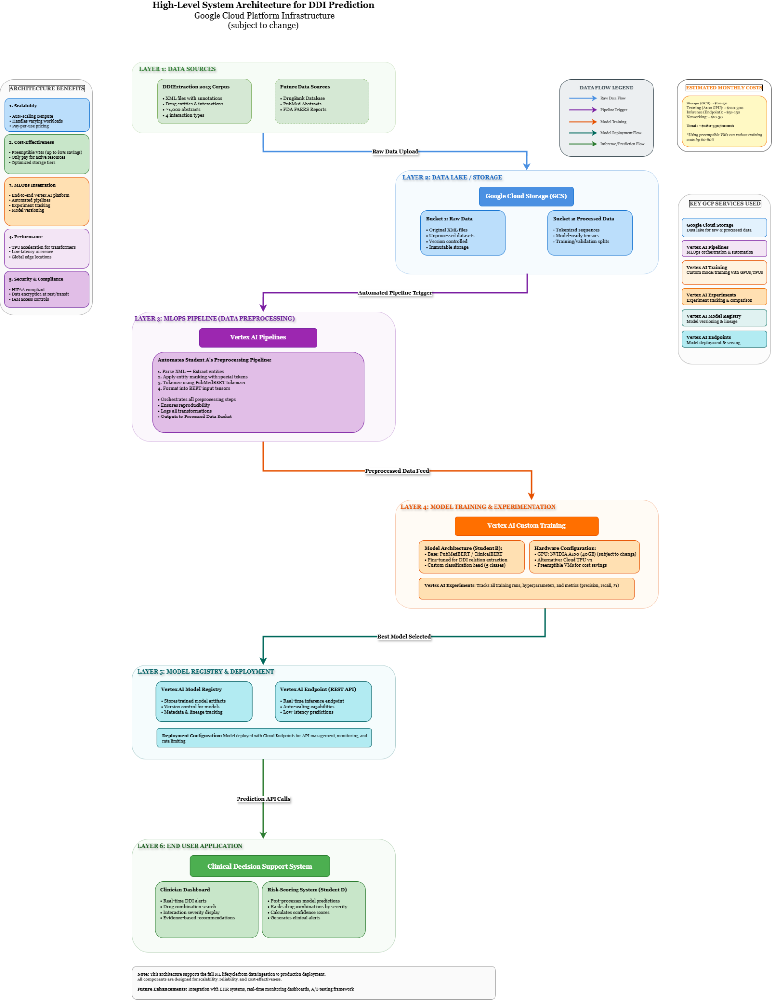 High-Level System Architecture for DDI Prediction
Google Cloud Platform Infrastructure
(subject to change)
LAYER 1: DATA SOURCES
DDIExtraction 2013 Corpus
• XML files with annotations
• Drug entities & interactions
• ~1,000 abstracts
• 4 interaction types
Future Data Sources
• DrugBank Database
• PubMed Abstracts
• FDA FAERS Reports
ARCHITECTURE BENEFITS
1. Scalability
• Auto-scaling compute
• Handles varying workloads
• Pay-per-use pricing
2. Cost-Effectiveness
• Preemptible VMs (up to 80% savings)
• Only pay for active resources
• Optimized storage tiers
3. MLOps Integration
• End-to-end Vertex AI platform
• Automated pipelines
• Experiment tracking
• Model versioning
4. Performance
• TPU acceleration for transformers
• Low-latency inference
• Global edge locations
5. Security & Compliance
• HIPAA compliant
• Data encryption at rest/transit
• IAM access controls
DATA FLOW LEGEND
Raw Data Flow
Pipeline Trigger
Model Training
Model Deployment Flow.
Inference/Prediction Flow
ESTIMATED MONTHLY COSTS
Storage (GCS): ~$20-50
Training (A100 GPU): ~$100-300
Inference (Endpoint): ~$50-150
Networking: ~$10-30
Total: ~$180-530/month
*Using preemptible VMs can reduce training
costs by 60-80%
Raw Data Upload
LAYER 2: DATA LAKE / STORAGE
Google Cloud Storage (GCS)
Bucket 1: Raw Data
• Original XML files
• Unprocessed datasets
• Version controlled
• Immutable storage
Bucket 2: Processed Data
• Tokenized sequences
• Model-ready tensors
• Training/validation splits
KEY GCP SERVICES USED
Google Cloud Storage
Data lake for raw & processed data
Vertex AI Pipelines
MLOps orchestration & automation
Vertex AI Training
Custom model training with GPUs/TPUs
Vertex AI Experiments
Experiment tracking & comparison
Vertex AI Model Registry
Model versioning & lineage
Vertex AI Endpoints
Model deployment & serving
Automated Pipeline Trigger
LAYER 3: MLOPS PIPELINE (DATA PREPROCESSING)
Vertex AI Pipelines
Automates Student A's Preprocessing Pipeline:
1. Parse XML → Extract entities
2. Apply entity masking with special tokens
3. Tokenize using PubMedBERT tokenizer
4. Format into BERT input tensors
• Orchestrates all preprocessing steps
• Ensures reproducibility
• Logs all transformations
• Outputs to Processed Data Bucket
Preprocessed Data Feed
LAYER 4: MODEL TRAINING & EXPERIMENTATION
Vertex AI Custom Training
Model Architecture (Student B):
• Base: PubMedBERT / ClinicalBERT
• Fine-tuned for DDI relation extraction
• Custom classification head (5 classes)
Hardware Configuration:
• GPU: NVIDIA A100 (40GB) (subject to change)
• Alternative: Cloud TPU v3
• Preemptible VMs for cost savings
Vertex AI Experiments: Tracks all training runs, hyperparameters, and metrics (precision, recall, F1)
Best Model Selected
LAYER 5: MODEL REGISTRY & DEPLOYMENT
Vertex AI Model Registry
• Stores trained model artifacts
• Version control for models
• Metadata & lineage tracking
Vertex AI Endpoint (REST API)
• Real-time inference endpoint
• Auto-scaling capabilities
• Low-latency predictions
Deployment Configuration: Model deployed with Cloud Endpoints for API management, monitoring, and
rate limiting
Prediction API Calls
LAYER 6: END USER APPLICATION
Clinical Decision Support System
Clinician Dashboard
• Real-time DDI alerts
• Drug combination search
• Interaction severity display
• Evidence-based recommendations
Risk-Scoring System (Student D)
• Post-processes model predictions
• Ranks drug combinations by severity
• Calculates confidence scores
• Generates clinical alerts
Note: This architecture supports the full ML lifecycle from data ingestion to production deployment.
All components are designed for scalability, reliability, and cost-effectiveness.
Future Enhancements: Integration with EHR systems, real-time monitoring dashboards, A/B testing framework